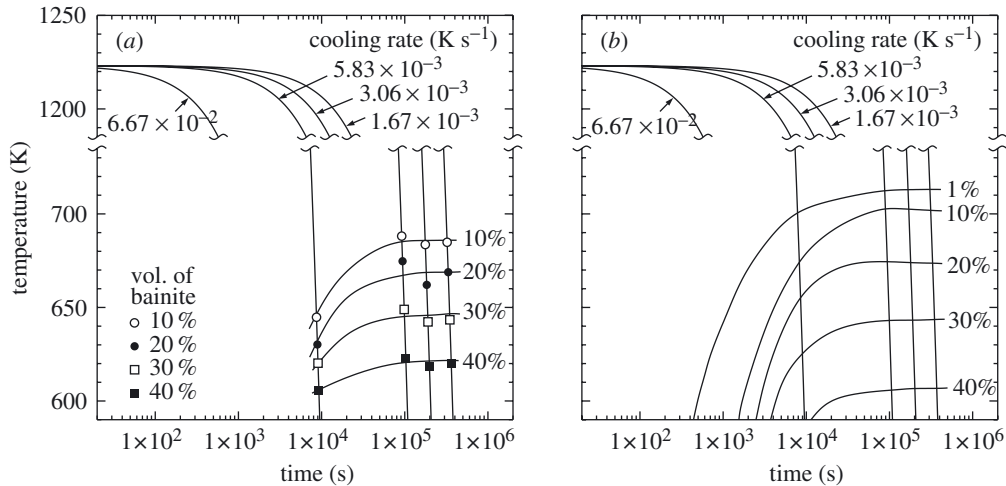 (a)
cooling rate (K s⁻¹)
5.83×10⁻³
3.06×10⁻³
1.67×10⁻³
6.67×10⁻²
temperature (K)
1250
1200
700
650
600
10%
20%
30%
40%
vol. of
bainite
10%
20%
30%
40%
1×10² 1×10³ 1×10⁴ 1×10⁵ 1×10⁶
time (s)
(b)
cooling rate (K s⁻¹)
5.83×10⁻³
3.06×10⁻³
1.67×10⁻³
6.67×10⁻²
1%
10%
20%
30%
40%
1×10² 1×10³ 1×10⁴ 1×10⁵ 1×10⁶
time (s)